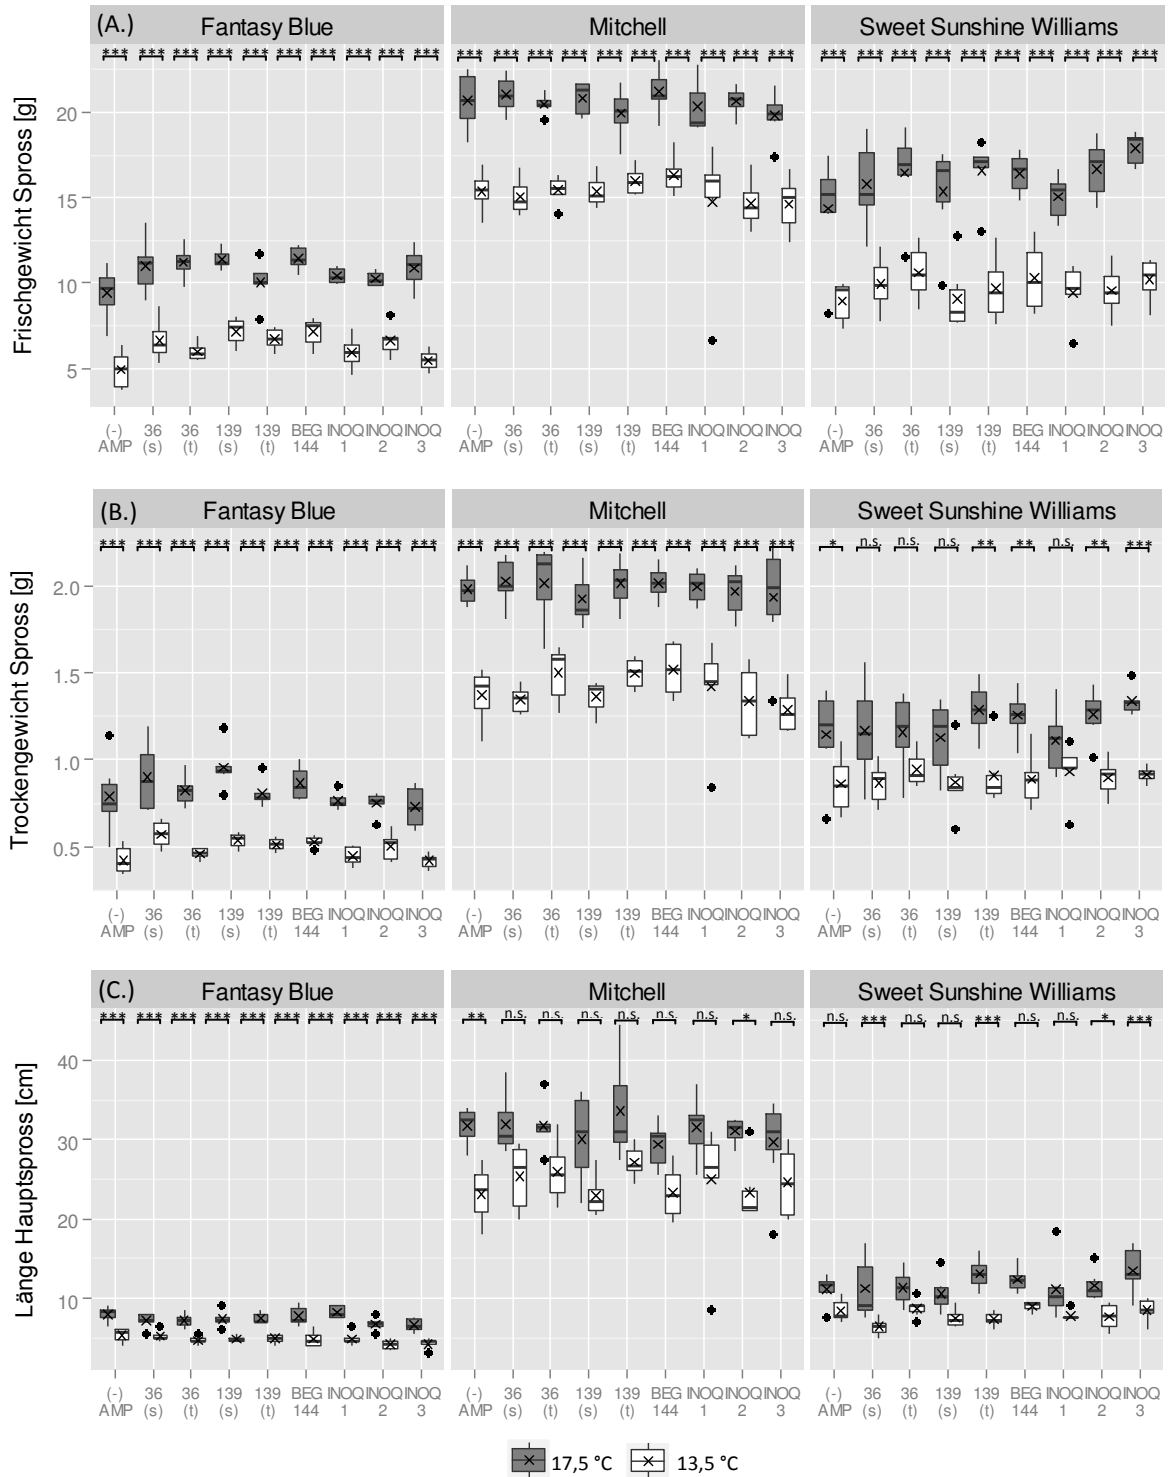 (A.) Fantasy Blue Mitchell Sweet Sunshine Williams
*** *** *** *** *** *** *** *** *** *** *** *** *** *** *** *** *** *** *** *** *** *** *** *** *** *** ***
Frischgewicht Spross [g]
20
15
10
5
(-) 36 36 139 139 BEG INOQ INOQ INOQ (-) 36 36 139 139 BEG INOQ INOQ INOQ (-) 36 36 139 139 BEG INOQ INOQ INOQ
AMP (s) (t) (s) (t) 144 1 2 3 AMP (s) (t) (s) (t) 144 1 2 3 AMP (s) (t) (s) (t) 144 1 2 3
(B.) Fantasy Blue Mitchell Sweet Sunshine Williams
*** *** *** *** *** *** *** *** *** *** *** *** *** *** *** *** *** *** * n.s. n.s. n.s. ** ** n.s. ** ***
Trockengewicht Spross [g]
2.0
1.5
1.0
0.5
(-) 36 36 139 139 BEG INOQ INOQ INOQ (-) 36 36 139 139 BEG INOQ INOQ INOQ (-) 36 36 139 139 BEG INOQ INOQ INOQ
AMP (s) (t) (s) (t) 144 1 2 3 AMP (s) (t) (s) (t) 144 1 2 3 AMP (s) (t) (s) (t) 144 1 2 3
(C.) Fantasy Blue Mitchell Sweet Sunshine Williams
*** *** *** *** *** *** *** *** *** ** n.s. n.s. n.s. n.s. n.s. n.s. * n.s. n.s. *** n.s. n.s. *** n.s. n.s. * ***
Länge Hauptspross [cm]
40
30
20
10
(-) 36 36 139 139 BEG INOQ INOQ INOQ (-) 36 36 139 139 BEG INOQ INOQ INOQ (-) 36 36 139 139 BEG INOQ INOQ INOQ
AMP (s) (t) (s) (t) 144 1 2 3 AMP (s) (t) (s) (t) 144 1 2 3 AMP (s) (t) (s) (t) 144 1 2 3
17,5 °C 13,5 °C